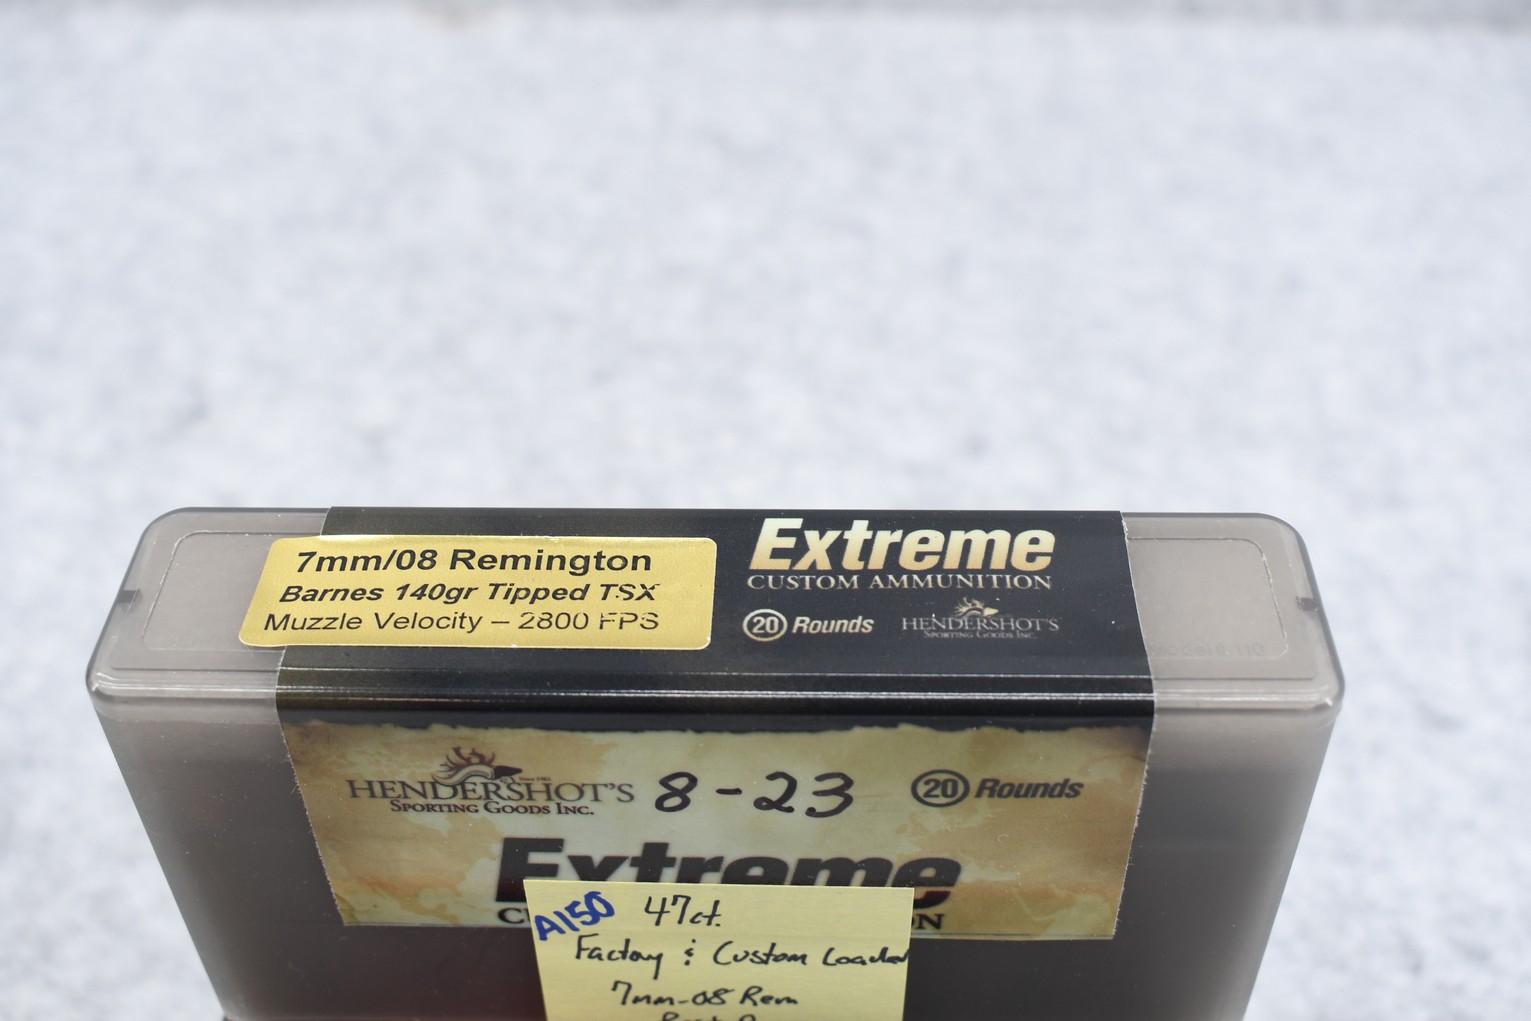 7mm/08 Remington
Barnes 140gr Tipped TSX
Muzzle Velocity – 2800 FPS
Extreme
CUSTOM AMMUNITION
20 Rounds
HENDERSHOT'S
SPORTING GOODS INC.
HENDERSHOT'S
SPORTING GOODS INC.
8-23
20 Rounds
Extreme
A150
47ct.
Factory & Custom Loaded
7mm-08 Rem